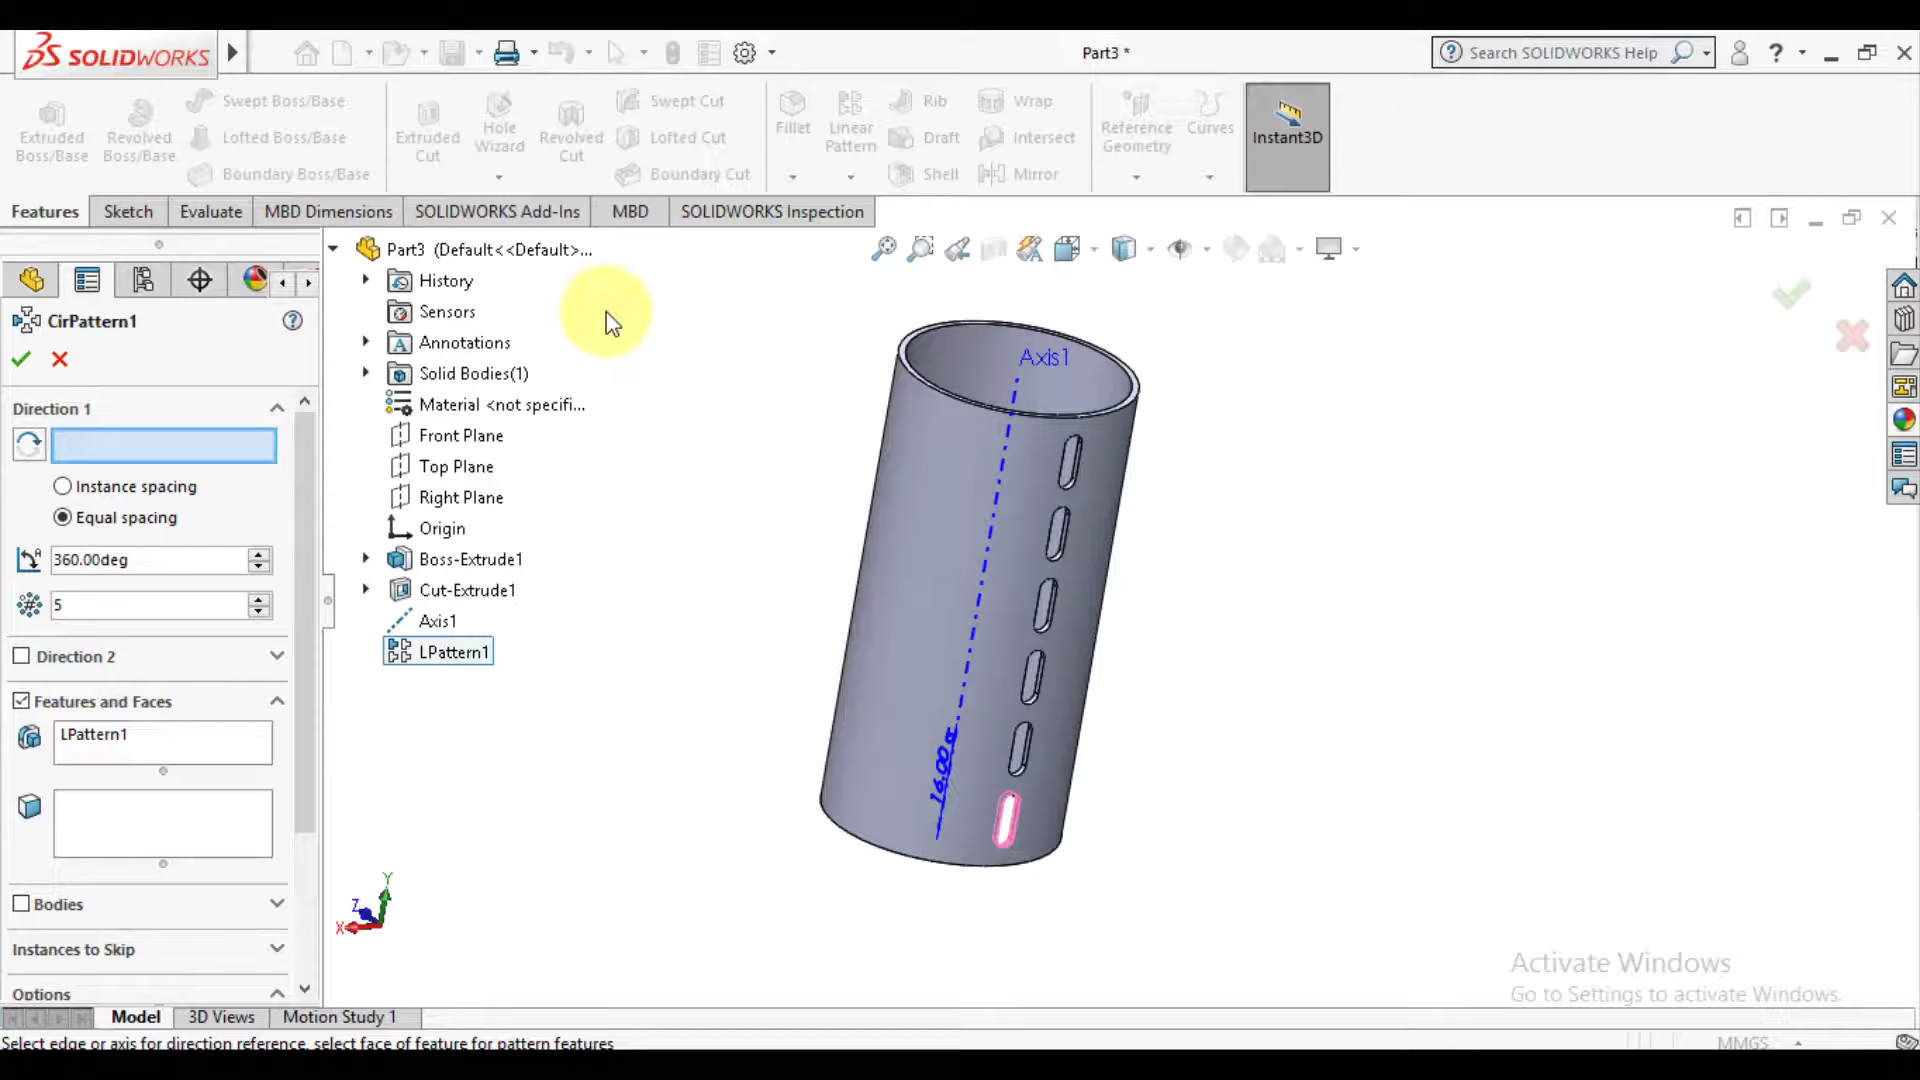 SOLIDWORKS
Part3 *
Search SOLIDWORKS Help
Extruded Boss/Base
Revolved Boss/Base
Swept Boss/Base
Lofted Boss/Base
Boundary Boss/Base
Extruded Cut
Hole Wizard
Revolved Cut
Swept Cut
Lofted Cut
Boundary Cut
Fillet
Linear Pattern
Rib
Draft
Shell
Wrap
Intersect
Mirror
Reference Geometry
Curves
Instant3D
Features
Sketch
Evaluate
MBD Dimensions
SOLIDWORKS Add-Ins
MBD
SOLIDWORKS Inspection
CirPattern1
Direction 1
Instance spacing
Equal spacing
360.00deg
5
Direction 2
Features and Faces
LPattern1
Bodies
Instances to Skip
Options
Part3 (Default<<Default>...
History
Sensors
Annotations
Solid Bodies(1)
Material <not specifi...
Front Plane
Top Plane
Right Plane
Origin
Boss-Extrude1
Cut-Extrude1
Axis1
LPattern1
Axis1
Y
Z
X
Activate Windows
Go to Settings to activate Windows.
Model
3D Views
Motion Study 1
Select edge or axis for direction reference, select face of feature for pattern features
MMGS